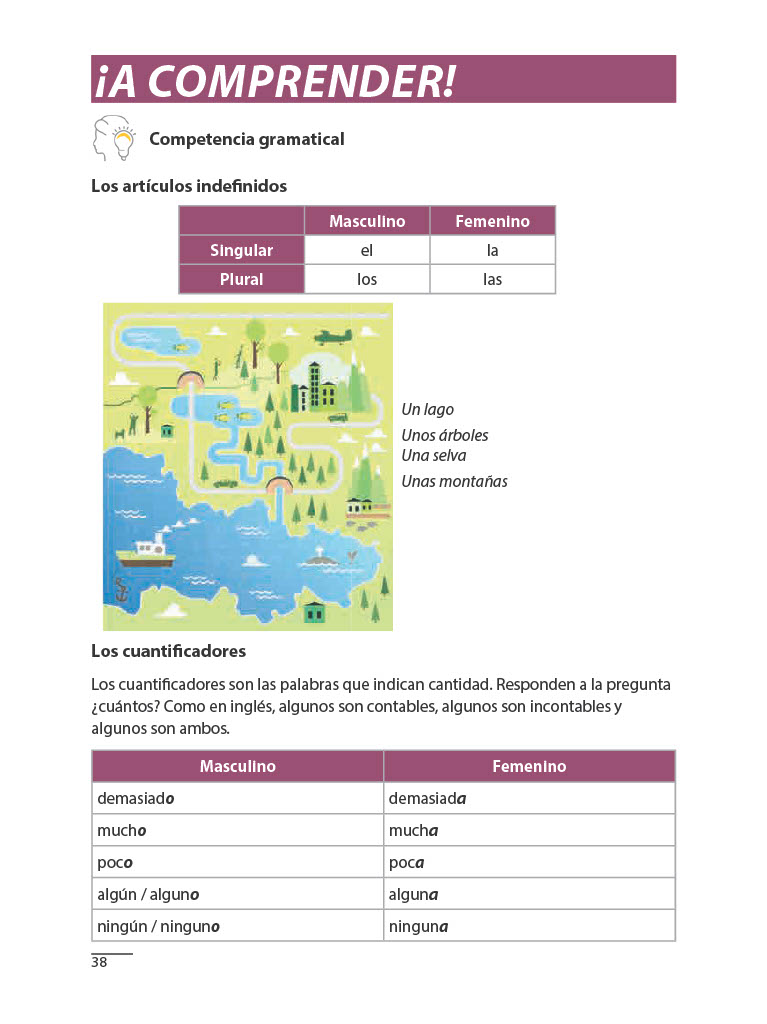 ¡A COMPRENDER!
Competencia gramatical
Los artículos indefinidos
Masculino Femenino
Singular el la
Plural los las
Un lago
Unos árboles
Una selva
Unas montañas
Los cuantificadores
Los cuantificadores son las palabras que indican cantidad. Responden a la pregunta
¿cuántos? Como en inglés, algunos son contables, algunos son incontables y
algunos son ambos.
Masculino Femenino
demasiado demasiada
mucho mucha
poco poca
algún / alguno alguna
ningún / ninguno ninguna
38